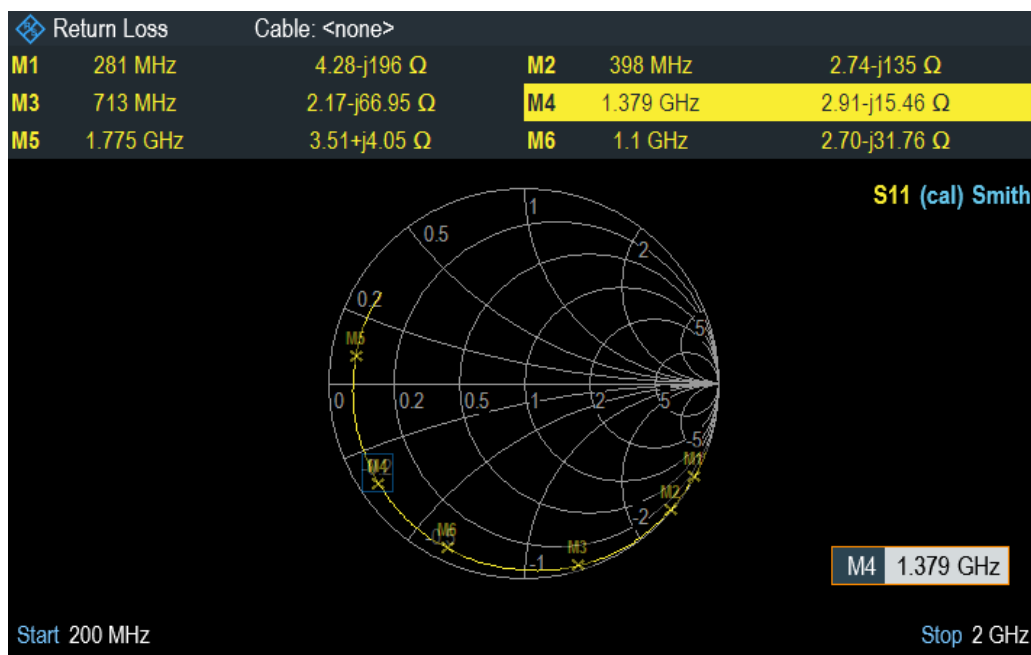 Return Loss Cable: <none>
M1 281 MHz 4.28-j196 Ω M2 398 MHz 2.74-j135 Ω
M3 713 MHz 2.17-j66.95 Ω M4 1.379 GHz 2.91-j15.46 Ω
M5 1.775 GHz 3.51+j4.05 Ω M6 1.1 GHz 2.70-j31.76 Ω
S11 (cal) Smith
1
0.5
2
0.2
5
M5
0 0.2 0.5 1 2 5
-5
M1
M4
M2
-2
M6
M3
-1
M4 1.379 GHz
Start 200 MHz Stop 2 GHz